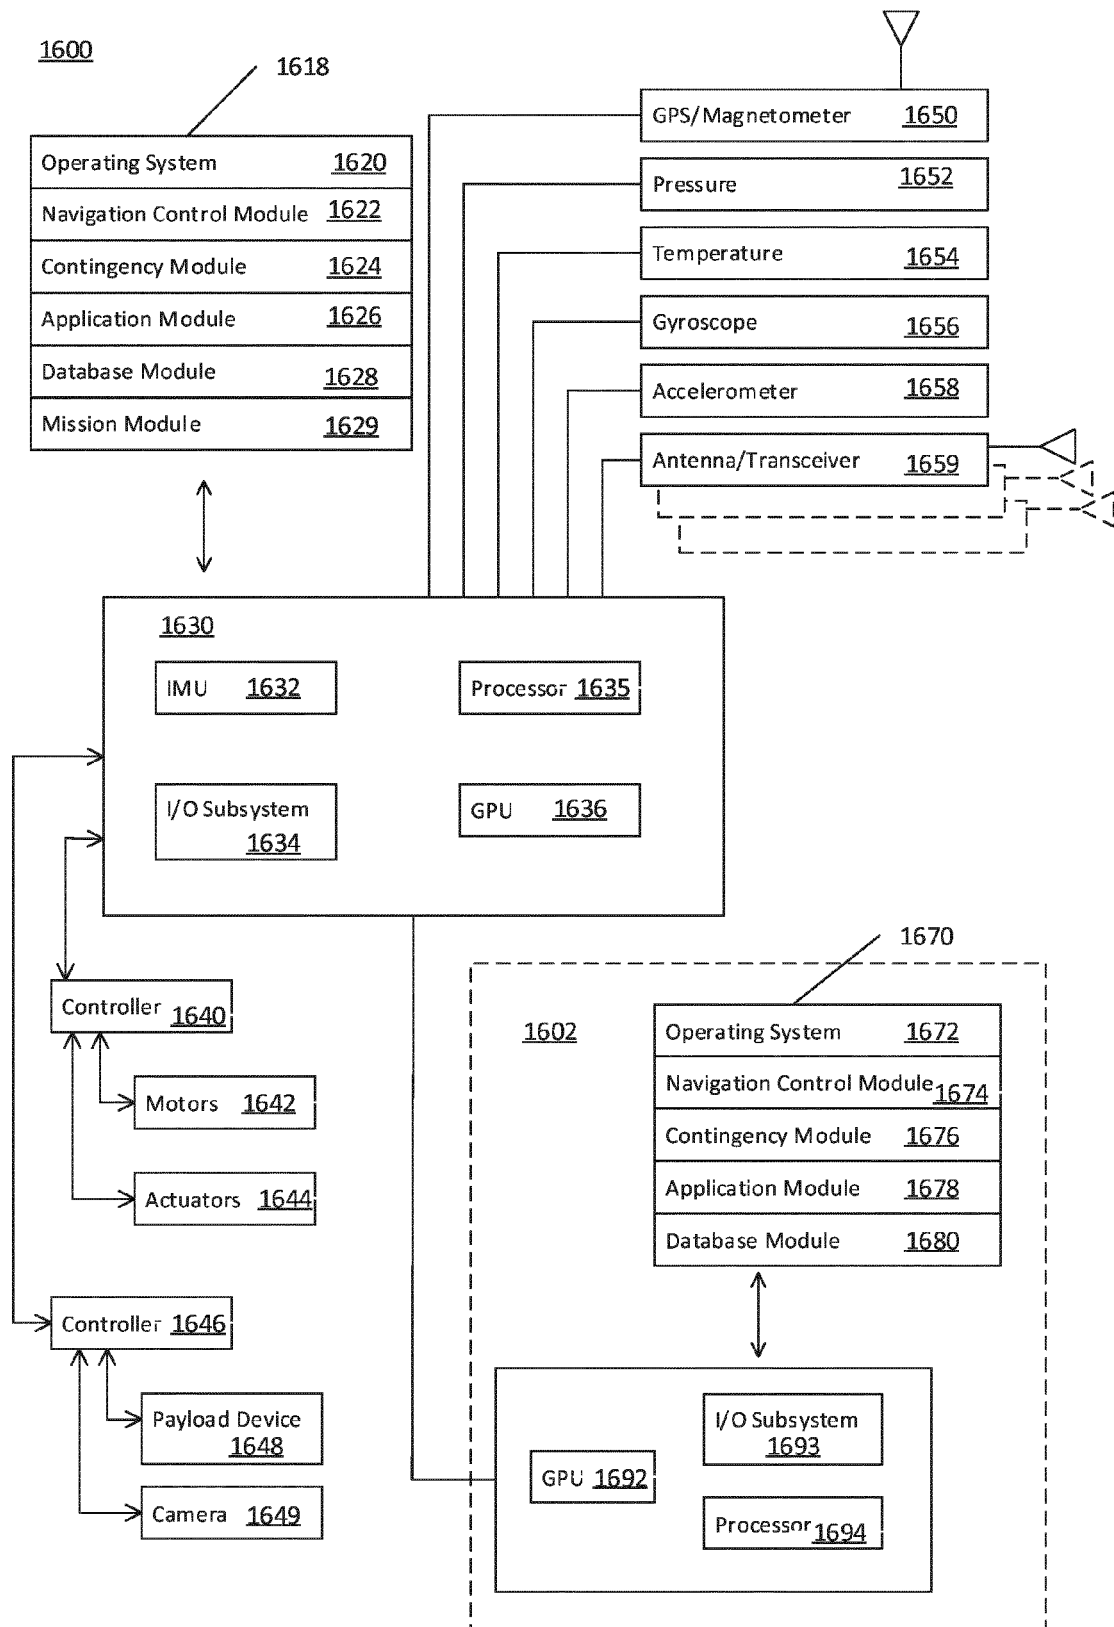 1600
1618
Operating System 1620
Navigation Control Module 1622
Contingency Module 1624
Application Module 1626
Database Module 1628
Mission Module 1629
GPS/Magnetometer 1650
Pressure 1652
Temperature 1654
Gyroscope 1656
Accelerometer 1658
Antenna/Transceiver 1659
1630
IMU 1632
Processor 1635
I/O Subsystem
1634
GPU 1636
Controller 1640
Motors 1642
Actuators 1644
Controller 1646
Payload Device
1648
Camera 1649
1670
1602
Operating System 1672
Navigation Control Module 1674
Contingency Module 1676
Application Module 1678
Database Module 1680
I/O Subsystem
1693
GPU 1692
Processor 1694